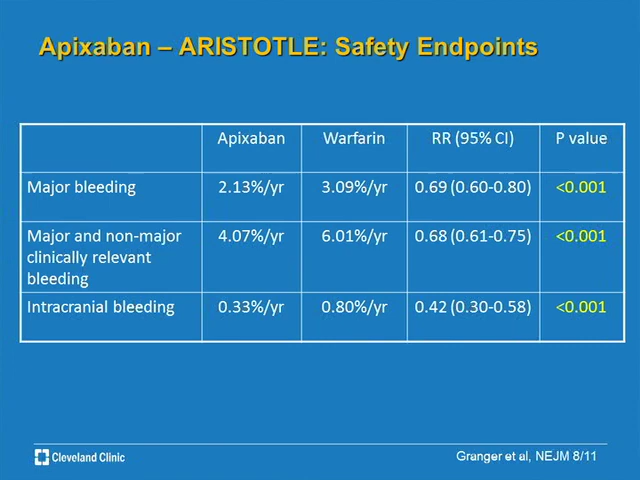 Apixaban – ARISTOTLE: Safety Endpoints
Apixaban Warfarin RR (95% CI) P value
Major bleeding 2.13%/yr 3.09%/yr 0.69 (0.60-0.80) <0.001
Major and non-major 4.07%/yr 6.01%/yr 0.68 (0.61-0.75) <0.001
clinically relevant
bleeding
Intracranial bleeding 0.33%/yr 0.80%/yr 0.42 (0.30-0.58) <0.001
Cleveland Clinic
Granger et al, NEJM 8/11